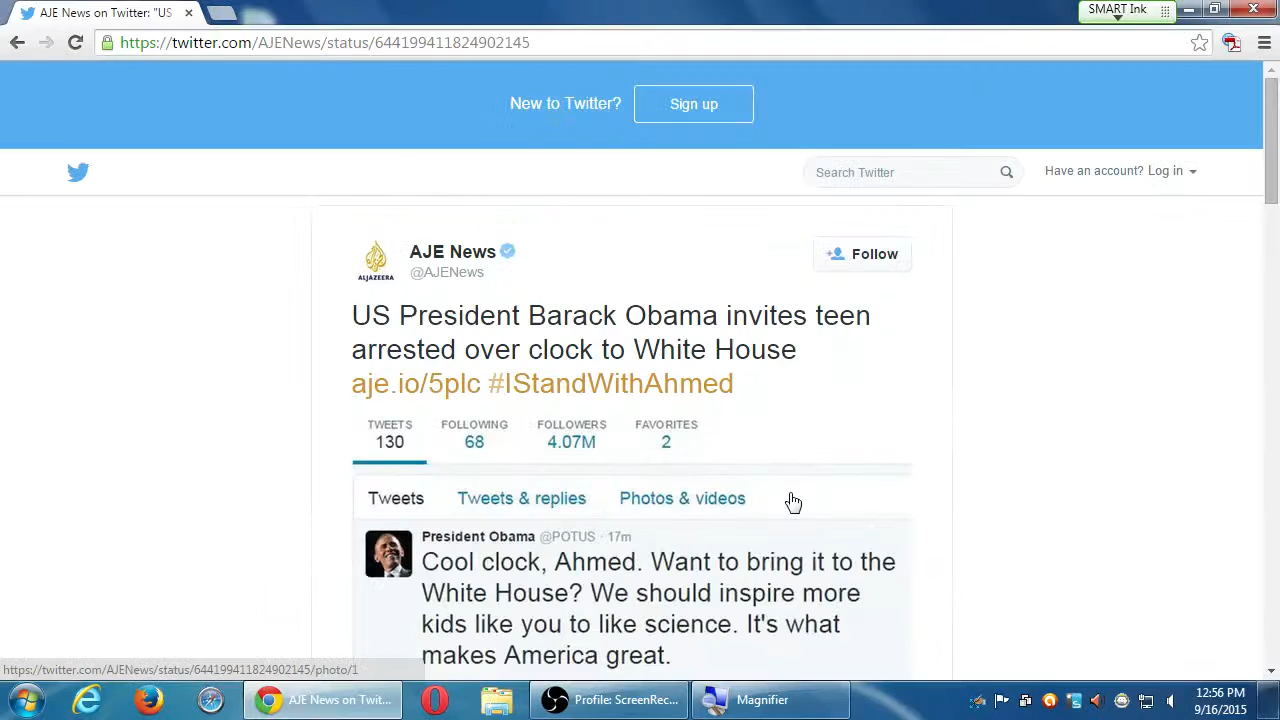 AJE News on Twitter: "US
SMART Ink
https://twitter.com/AJENews/status/644199411824902145
New to Twitter? Sign up
Search Twitter
Have an account? Log in
AJE News
@AJENews
Follow
ALJAZEERA
US President Barack Obama invites teen
arrested over clock to White House
aje.io/5plc #IStandWithAhmed
TWEETS FOLLOWING FOLLOWERS FAVORITES
130 68 4.07M 2
Tweets Tweets & replies Photos & videos
President Obama @POTUS · 17m
Cool clock, Ahmed. Want to bring it to the
White House? We should inspire more
kids like you to like science. It's what
makes America great.
https://twitter.com/AJENews/status/644199411824902145/photo/1
AJE News on Twit...
Profile: ScreenRec...
Magnifier
12:56 PM
9/16/2015